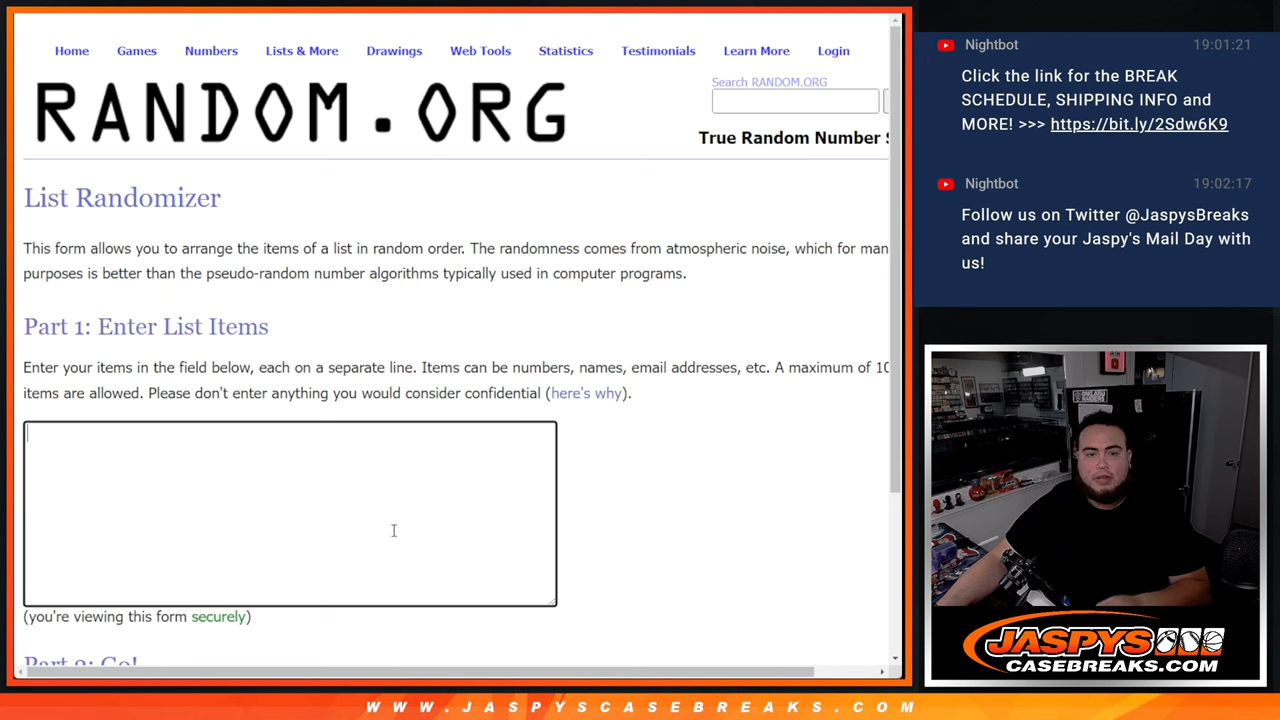 Home Games Numbers Lists & More Drawings Web Tools Statistics Testimonials Learn More Login
RANDOM.ORG
Search RANDOM.ORG
True Random Number S
List Randomizer
This form allows you to arrange the items of a list in random order. The randomness comes from atmospheric noise, which for man
purposes is better than the pseudo-random number algorithms typically used in computer programs.
Part 1: Enter List Items
Enter your items in the field below, each on a separate line. Items can be numbers, names, email addresses, etc. A maximum of 10
items are allowed. Please don't enter anything you would consider confidential (here's why).
(you're viewing this form securely)
Part 2: Go!
Nightbot 19:01:21
Click the link for the BREAK
SCHEDULE, SHIPPING INFO and
MORE! >>> https://bit.ly/2Sdw6K9
Nightbot 19:02:17
Follow us on Twitter @JaspysBreaks
and share your Jaspy's Mail Day with
us!
JASPYS
CASEBREAKS.COM
WWW.JASPYSCASEBREAKS.COM